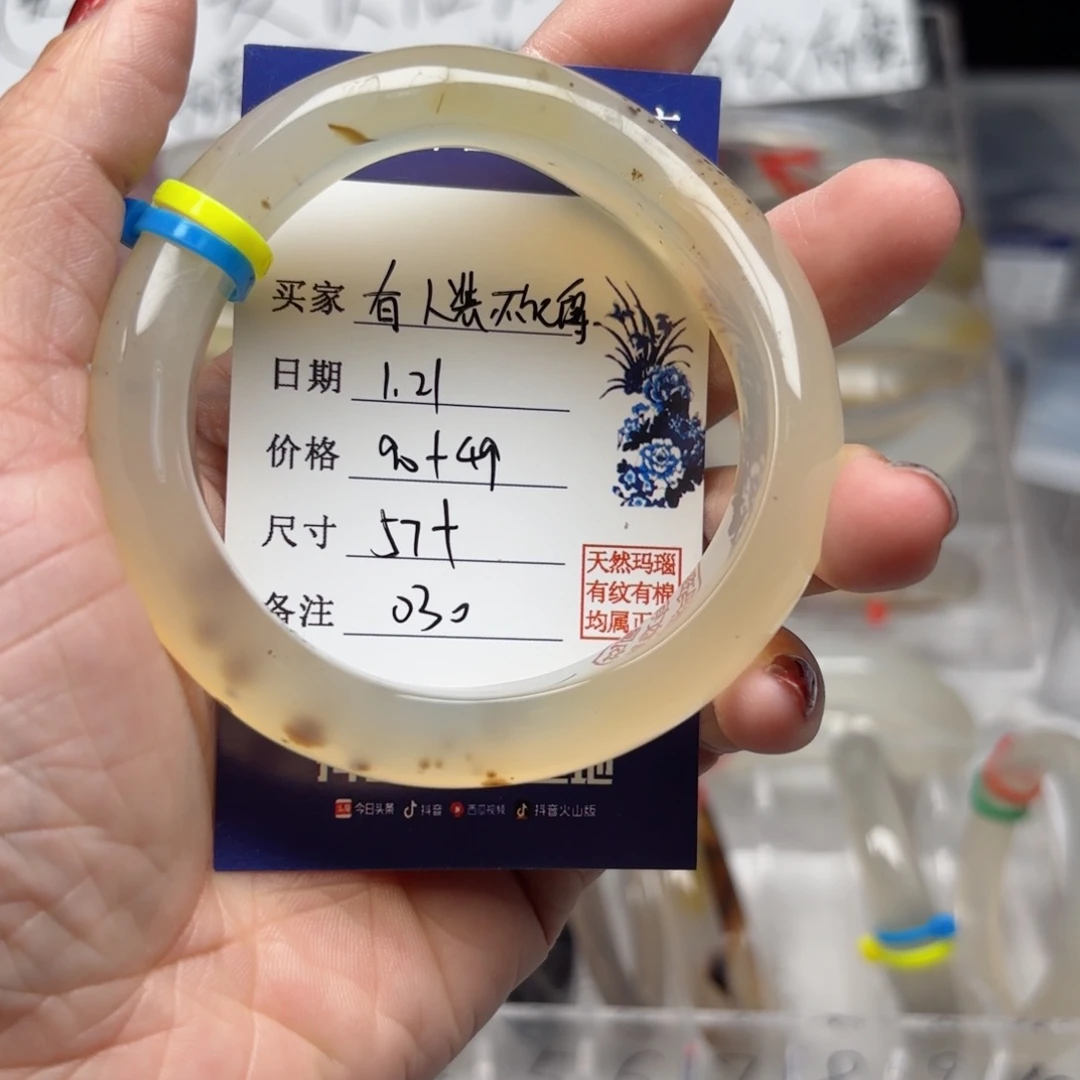 买家 有人装不记得
日期 1.21
价格 90+49
尺寸 57+
备注 030
天然玛瑙
有纹有棉
均属正
今日头条 抖音 西瓜视频 抖音火山版